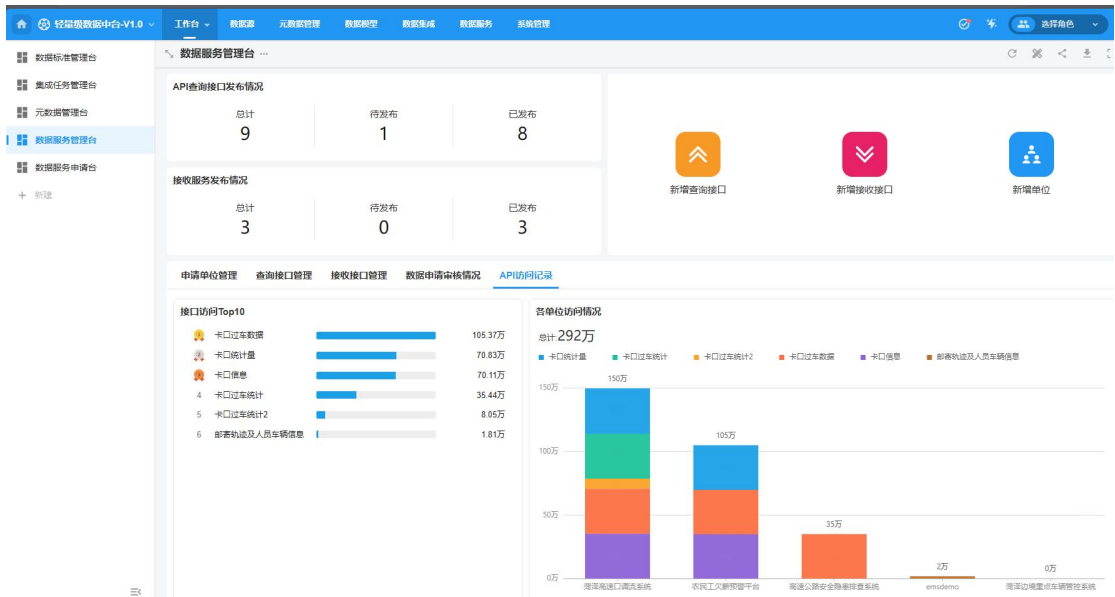 轻量级数据中台-V1.0 工作台 数据源 元数据管理 数据模型 数据集成 数据服务 系统管理 选择角色
数据标准管理台
集成任务管理台
元数据管理台
数据服务管理台
数据服务申请台
+ 新建
数据服务管理台 ...
API查询接口发布情况
总计 待发布 已发布
9 1 8
接收服务发布情况
总计 待发布 已发布
3 0 3
新增查询接口 新增接收接口 新增单位
申请单位管理 查询接口管理 接收接口管理 数据申请审核情况 API访问记录
接口访问Top10
卡口过车数据 105.37万
卡口统计量 70.83万
卡口信息 70.11万
4 卡口过车统计 35.44万
5 卡口过车统计2 8.05万
6 邮寄轨迹及人员车辆信息 1.81万
各单位访问情况
总计:292万
卡口统计量 卡口过车统计 卡口过车统计2 卡口过车数据 卡口信息 邮寄轨迹及人员车辆信息
150万
100万
50万
0万
150万
105万
35万
2万
0万
菏泽高速口调流系统 农民工欠薪预警平台 高速公路安全隐患排查系统 emsdemo 菏泽边境重点车辆管控系统